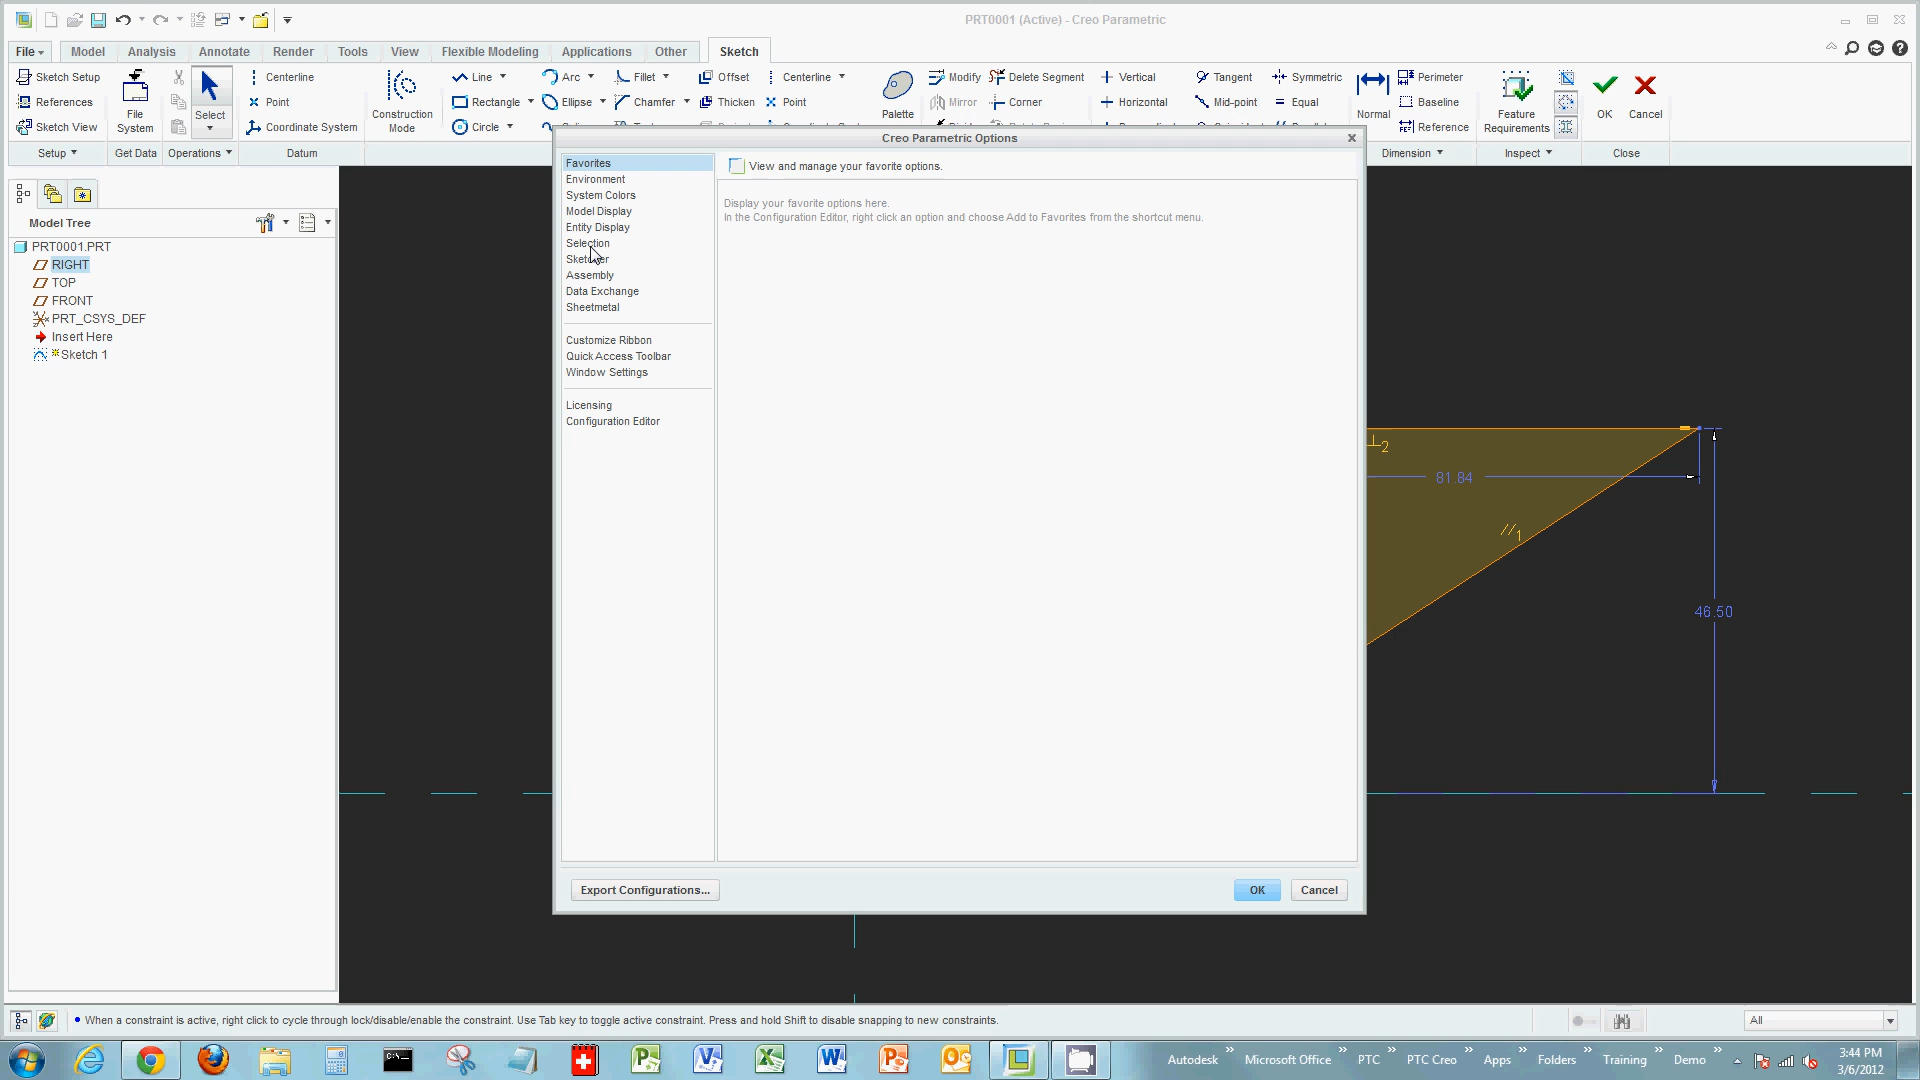 PRT0001 (Active) - Creo Parametric
File
Model
Analysis
Annotate
Render
Tools
View
Flexible Modeling
Applications
Other
Sketch
Sketch Setup
References
Sketch View
Setup
File System
Get Data
Select
Operations
Centerline
Point
Coordinate System
Datum
Construction Mode
Line
Rectangle
Circle
Arc
Ellipse
Fillet
Chamfer
Offset
Thicken
Centerline
Point
Palette
Modify
Mirror
Delete Segment
Corner
Vertical
Horizontal
Tangent
Mid-point
Symmetric
Equal
Normal
Perimeter
Baseline
Reference
Dimension
Feature Requirements
Inspect
OK
Cancel
Close
Creo Parametric Options
Favorites
Environment
System Colors
Model Display
Entity Display
Selection
Sketcher
Assembly
Data Exchange
Sheetmetal
Customize Ribbon
Quick Access Toolbar
Window Settings
Licensing
Configuration Editor
View and manage your favorite options.
Display your favorite options here.
In the Configuration Editor, right click an option and choose Add to Favorites from the shortcut menu.
Export Configurations...
OK
Cancel
Model Tree
PRT0001.PRT
RIGHT
TOP
FRONT
PRT_CSYS_DEF
Insert Here
Sketch 1
⊥2
81.84
//1
46.50
When a constraint is active, right click to cycle through lock/disable/enable the constraint. Use Tab key to toggle active constraint. Press and hold Shift to disable snapping to new constraints.
All
Autodesk
Microsoft Office
PTC
PTC Creo
Apps
Folders
Training
Demo
3:44 PM
3/6/2012